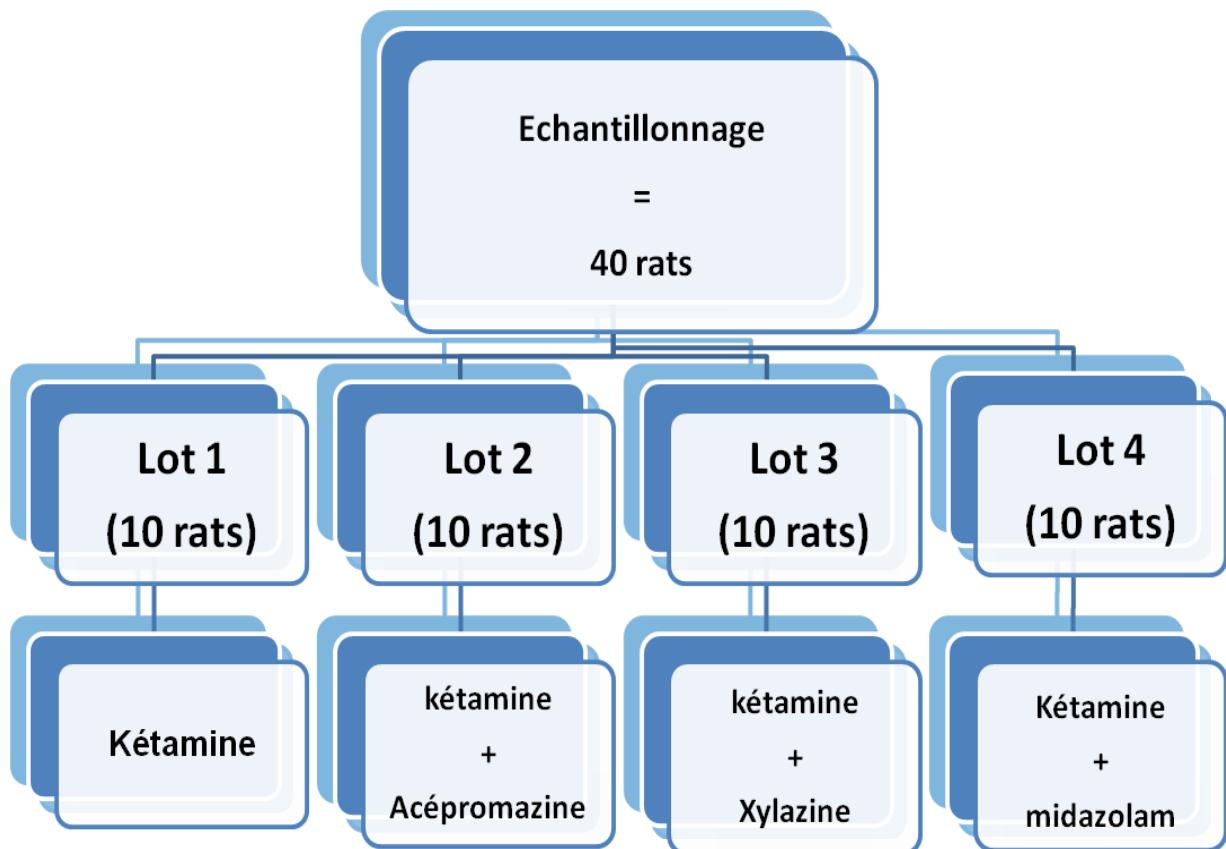 Echantillonnage
=
40 rats
Lot 1
(10 rats)
Lot 2
(10 rats)
Lot 3
(10 rats)
Lot 4
(10 rats)
Kétamine
kétamine
+
Acépromazine
kétamine
+
Xylazine
Kétamine
+
midazolam